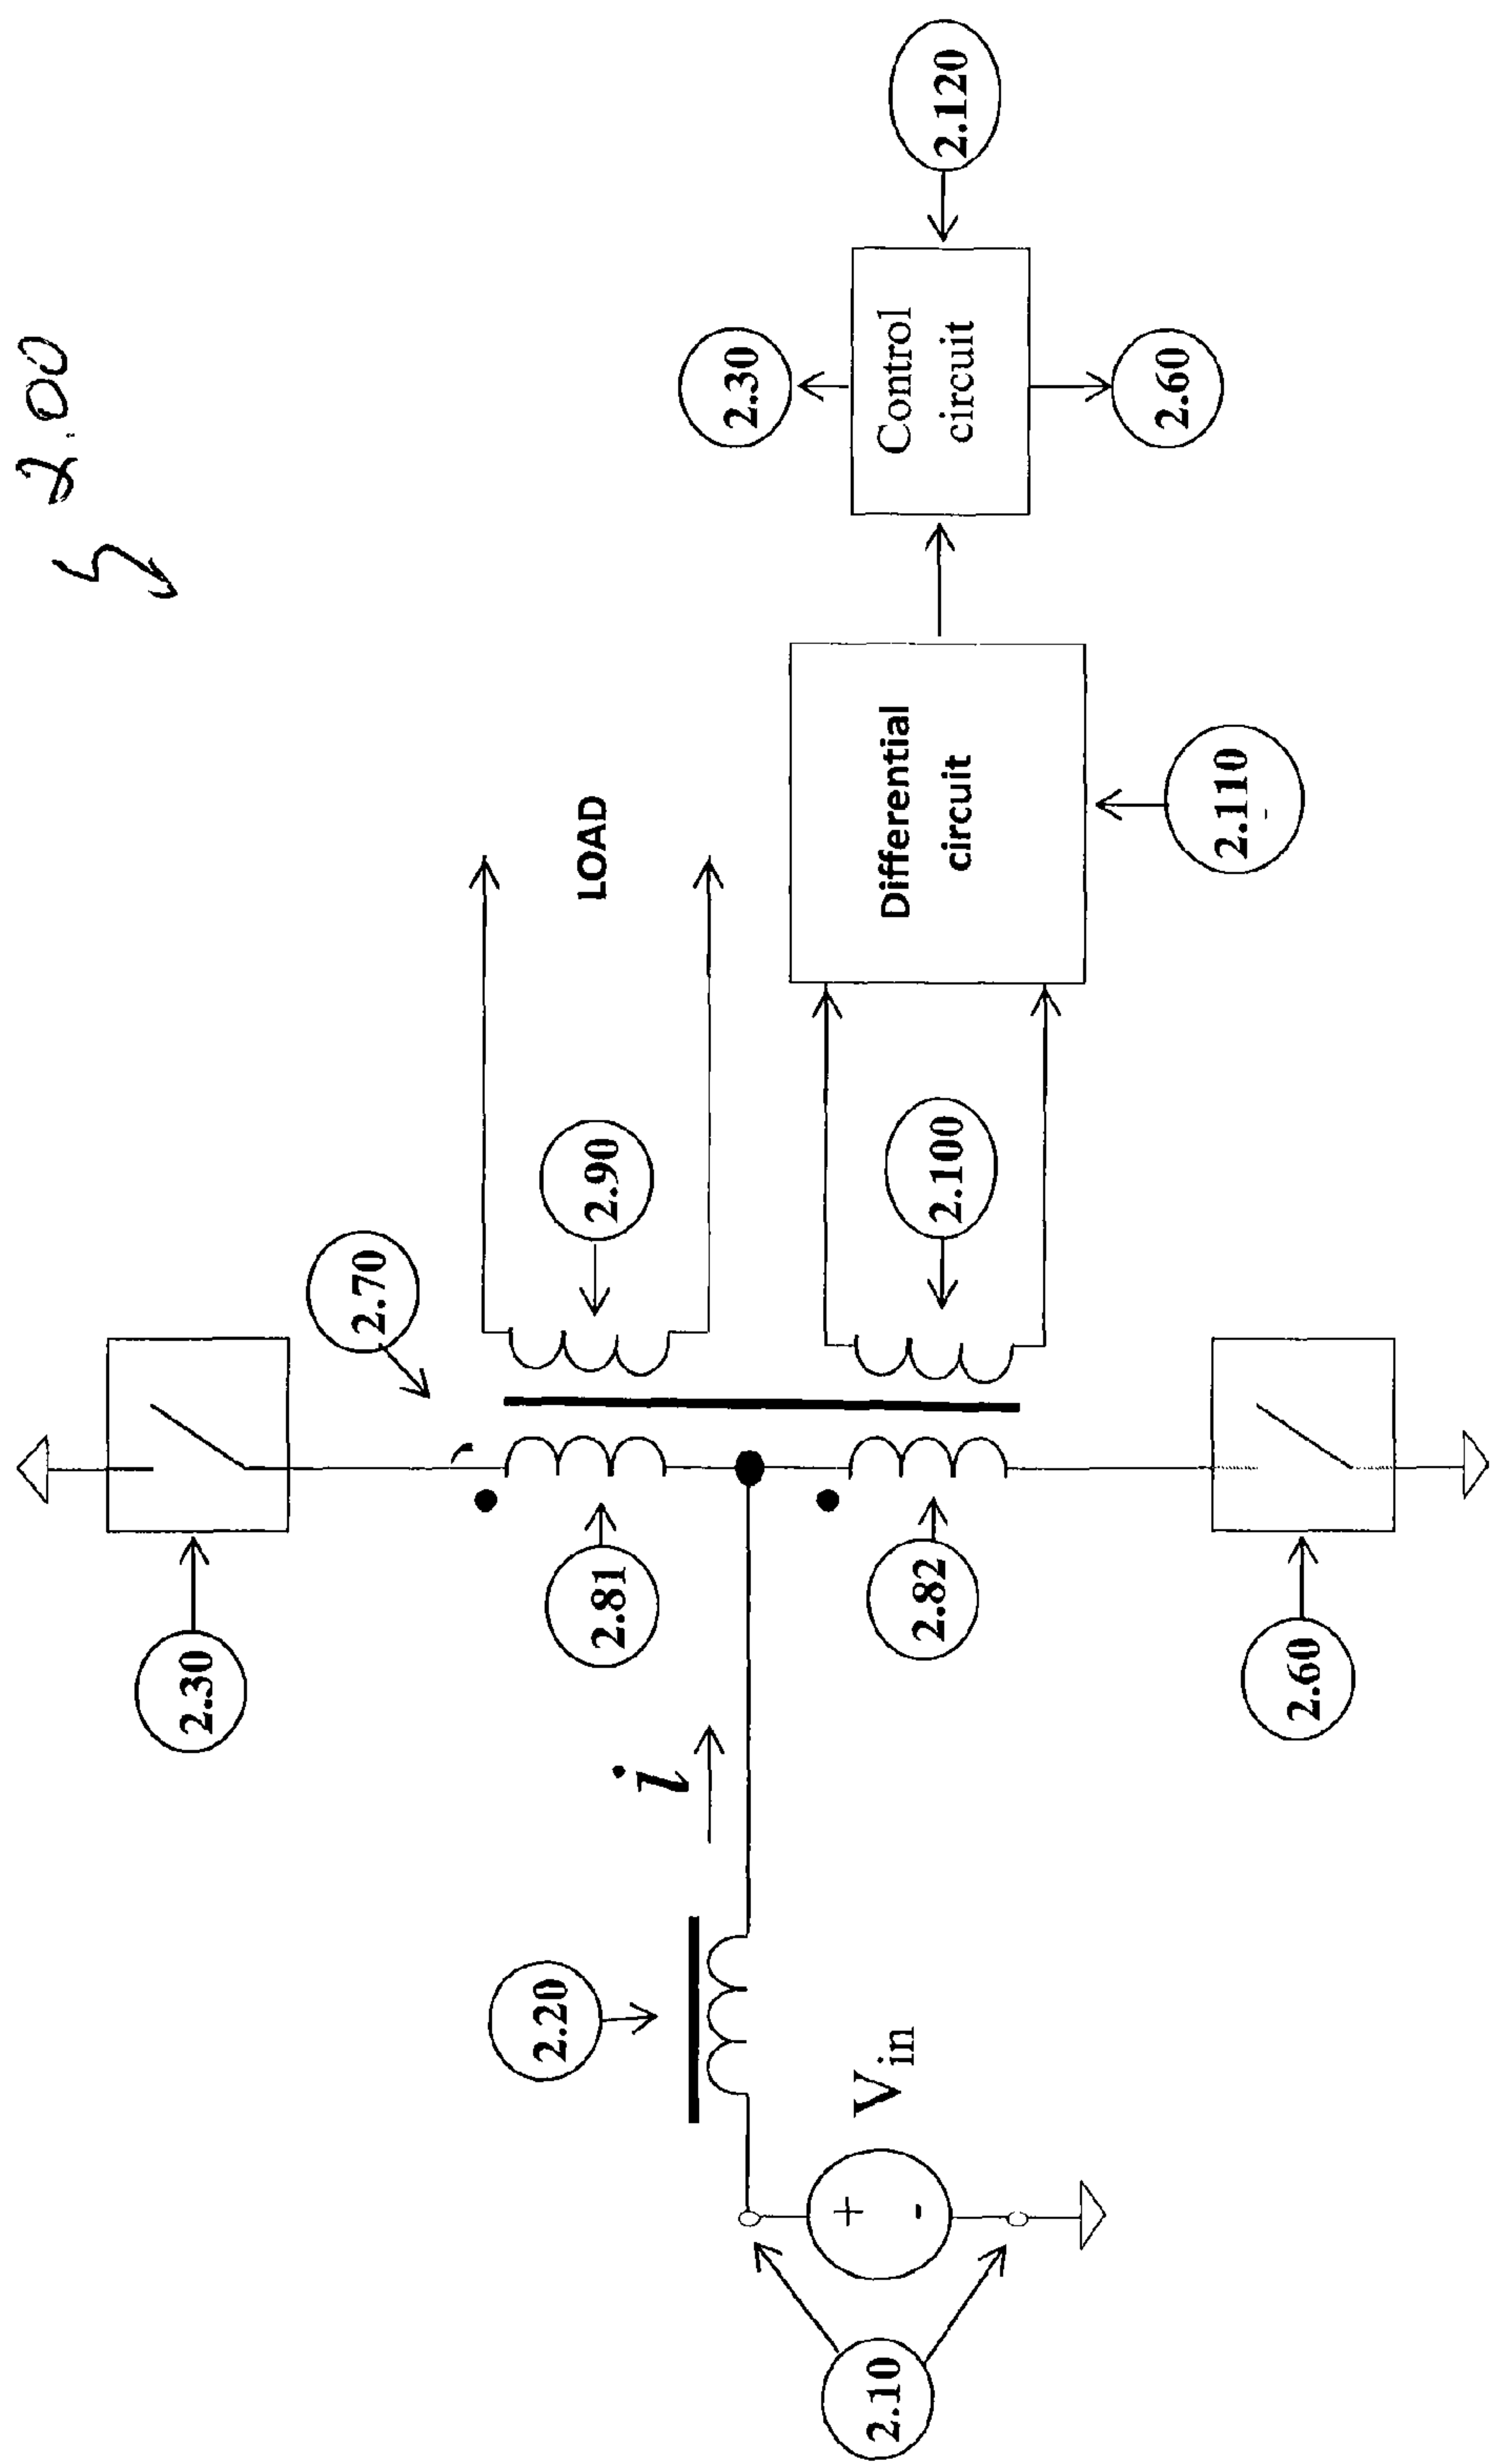 2.00
2.30
2.70
2.20
i
2.81
2.90
LOAD
2.30
2.10
+
-
Vin
2.82
2.100
Differential
circuit
Control
circuit
2.120
2.60
2.110
2.60